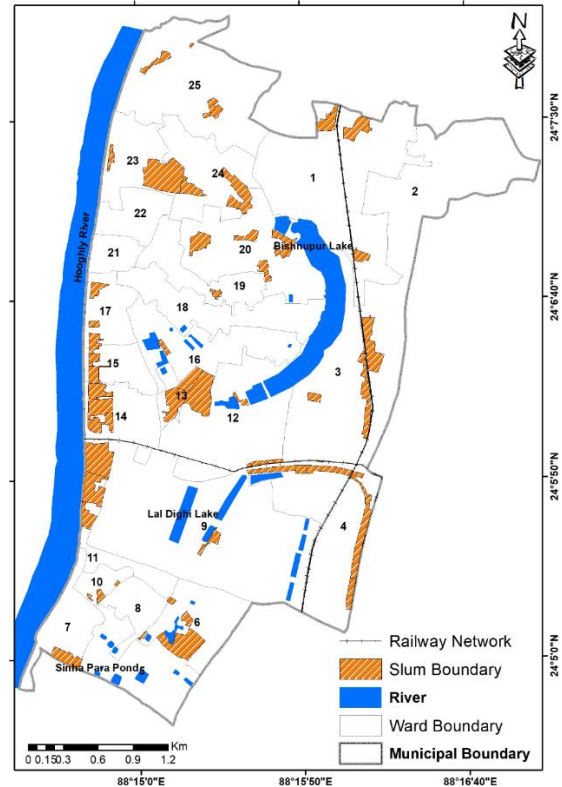 N
25
24°7'30"N
23
24
1
2
22
20
Bishnupur Lake
Hooghly River
21
19
24°6'40"N
17
18
16
15
3
13
14
12
24°5'50"N
Lal Dighi Lake
9
4
11
10
8
6
7
24°5'0"N
Sinha Para Pond
5
Railway Network
Slum Boundary
River
Ward Boundary
Municipal Boundary
Km
0 0.150.3 0.6 0.9 1.2
88°15'0"E 88°15'50"E 88°16'40"E